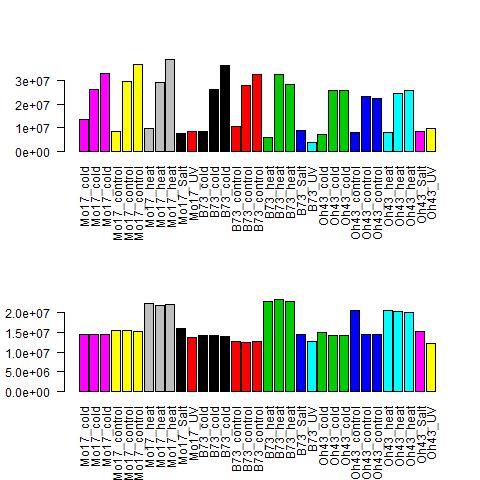 3e+07
2e+07
1e+07
0e+00
Mo17_cold
Mo17_cold
Mo17_cold
Mo17_control
Mo17_control
Mo17_control
Mo17_heat
Mo17_heat
Mo17_heat
Mo17_Salt
Mo17_UV
B73_cold
B73_cold
B73_cold
B73_control
B73_control
B73_control
B73_heat
B73_heat
B73_heat
B73_Salt
B73_UV
Oh43_cold
Oh43_cold
Oh43_cold
Oh43_control
Oh43_control
Oh43_control
Oh43_heat
Oh43_heat
Oh43_heat
Oh43_Salt
Oh43_UV
2.0e+07
1.5e+07
1.0e+07
5.0e+06
0.0e+00
Mo17_cold
Mo17_cold
Mo17_cold
Mo17_control
Mo17_control
Mo17_control
Mo17_heat
Mo17_heat
Mo17_heat
Mo17_Salt
Mo17_UV
B73_cold
B73_cold
B73_cold
B73_control
B73_control
B73_control
B73_heat
B73_heat
B73_heat
B73_Salt
B73_UV
Oh43_cold
Oh43_cold
Oh43_cold
Oh43_control
Oh43_control
Oh43_control
Oh43_heat
Oh43_heat
Oh43_heat
Oh43_Salt
Oh43_UV